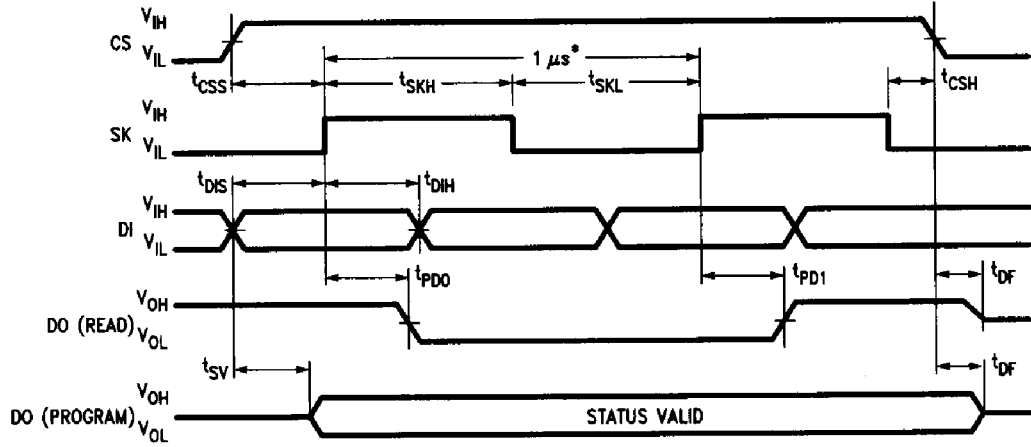 CS V_IH
V_IL
1 μs*
t_CSS t_SKH t_SKL t_CSH
SK V_IH
V_IL
t_DIS t_DIH
DI V_IH
V_IL
t_PD0 t_PD1 t_DF
DO (READ) V_OH
V_OL
t_SV t_DF
DO (PROGRAM) V_OH
V_OL
STATUS VALID